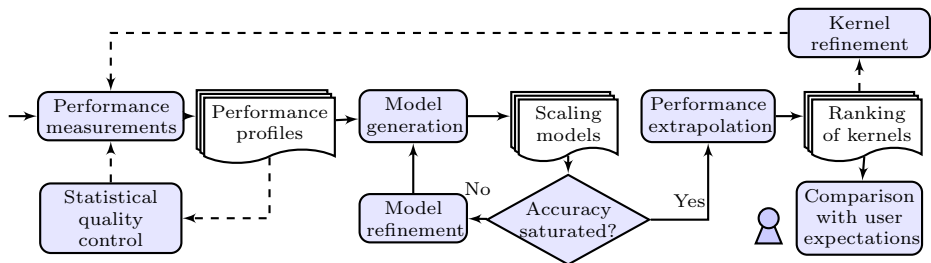 Kernel
refinement
Performance
measurements
Performance
profiles
Model
generation
Scaling
models
Performance
extrapolation
Ranking
of kernels
Statistical
quality
control
Model
refinement
No
Accuracy
saturated?
Yes
Comparison
with user
expectations